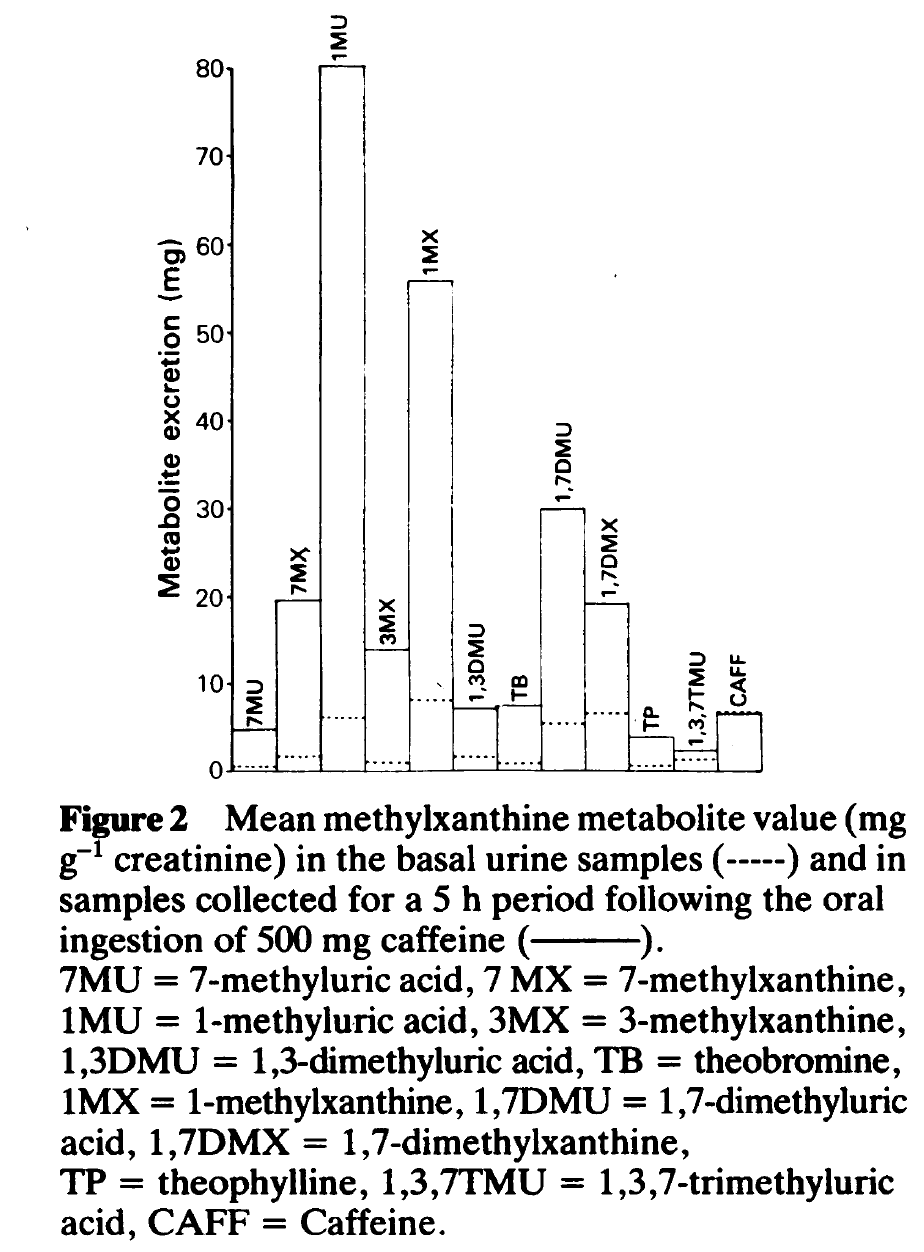 1MU
80
70
60
1MX
50
40
1,7DMU
30
1,7DMX
7MX
20
3MX
1,3DMU
TB
1,3,7TMU
CAFF
10
7MU
TP
0
Metabolite excretion (mg)
Figure 2 Mean methylxanthine metabolite value (mg
g⁻¹ creatinine) in the basal urine samples (-----) and in
samples collected for a 5 h period following the oral
ingestion of 500 mg caffeine (———).
7MU = 7-methyluric acid, 7 MX = 7-methylxanthine,
1MU = 1-methyluric acid, 3MX = 3-methylxanthine,
1,3DMU = 1,3-dimethyluric acid, TB = theobromine,
1MX = 1-methylxanthine, 1,7DMU = 1,7-dimethyluric
acid, 1,7DMX = 1,7-dimethylxanthine,
TP = theophylline, 1,3,7TMU = 1,3,7-trimethyluric
acid, CAFF = Caffeine.